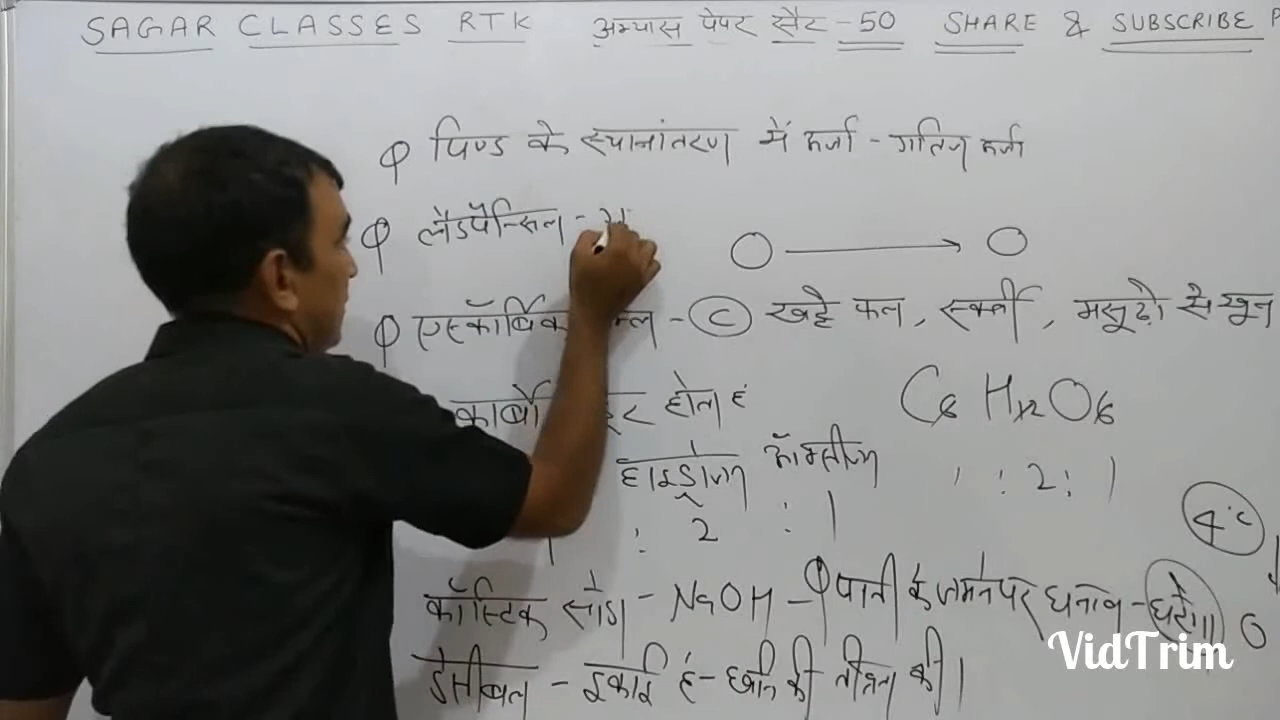 SAGAR CLASSES RTK अभ्यास पेपर सैट - 50 SHARE & SUBSCRIBE
पिण्ड के स्थानांतरण में ऊर्जा - गतिज ऊर्जा
लैडपैन्सिल -
एस्कॉर्बिक - C खट्टे फल, स्कर्वी, मसूढ़ो से खून
होता है C6 H12 O6
हाइड्रोजन ऑक्सीजन
: 2 : 1
1 : 2 : 1
4°C
कॉस्टिक सोडा - NaOH - पानी के जमने पर घनत्व - घटेगा
डेसीबल - इकाई है - ध्वनि की तीव्रता की।
VidTrim